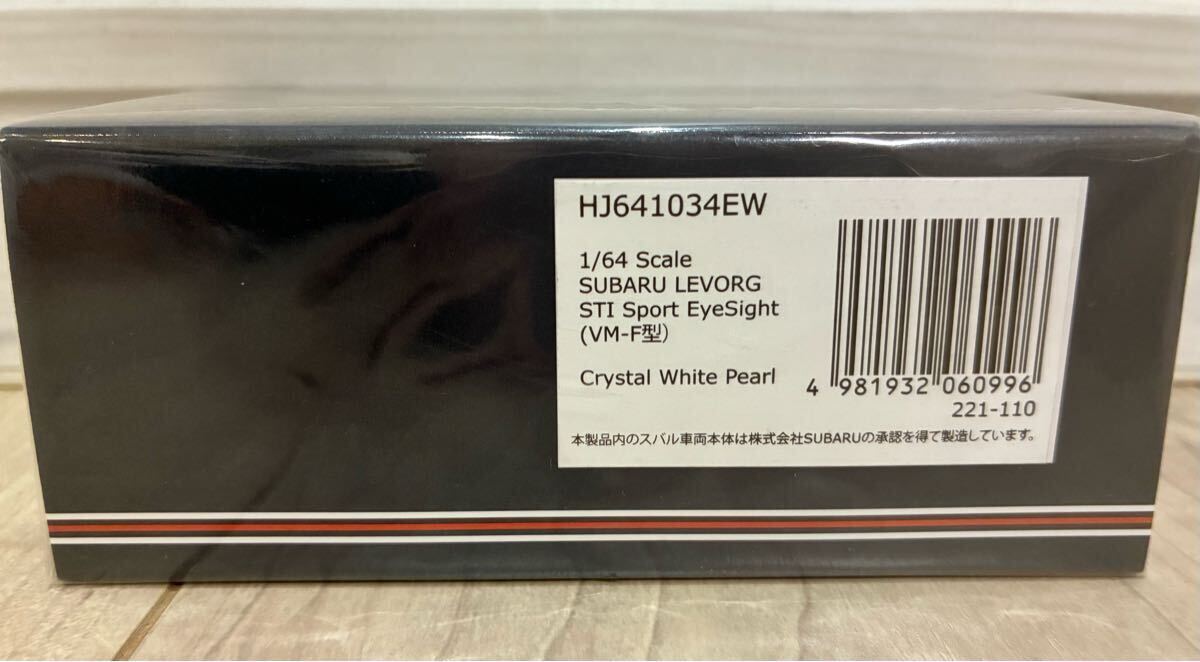 HJ641034EW
1/64 Scale
SUBARU LEVORG
STI Sport EyeSight
(VM-F型)
Crystal White Pearl
4 981932 060996
221-110
本製品内のスバル車両本体は株式会社SUBARUの承認を得て製造しています。